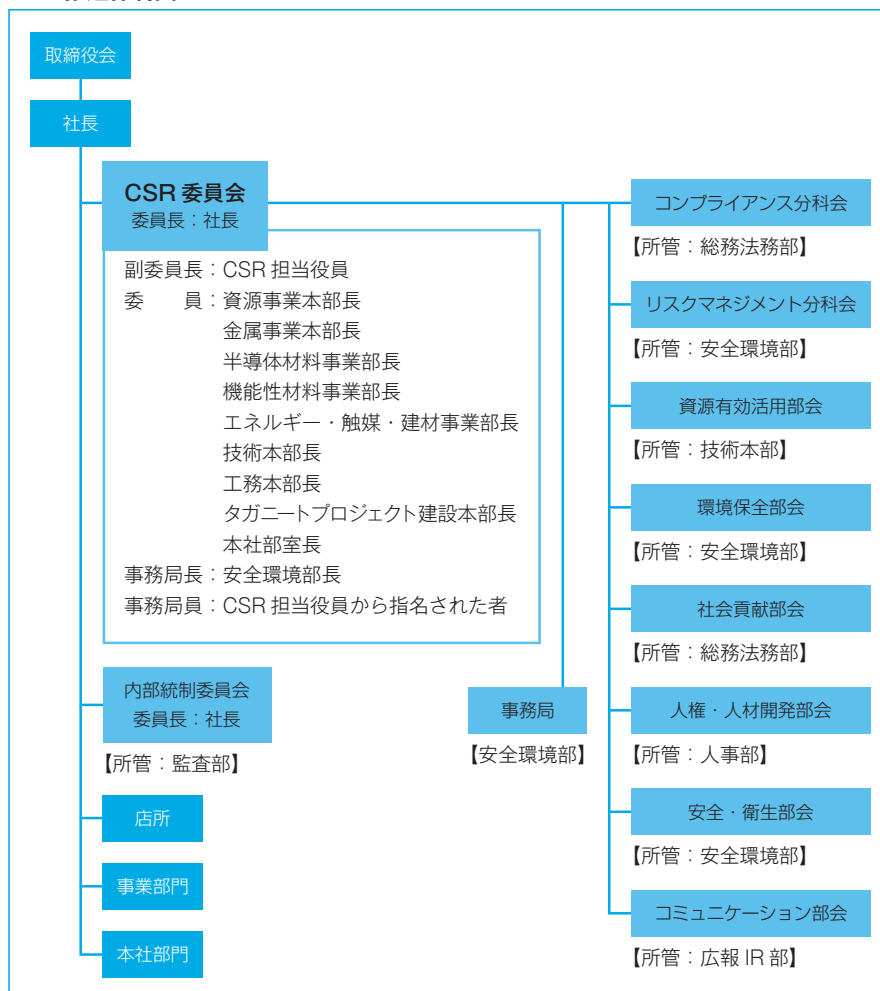 取締役会
社長
CSR 委員会
委員長：社長
副委員長：CSR 担当役員
委　　員：資源事業本部長
金属事業本部長
半導体材料事業部長
機能性材料事業部長
エネルギー・触媒・建材事業部長
技術本部長
工務本部長
タガニートプロジェクト建設本部長
本社部室長
事務局長：安全環境部長
事務局員：CSR 担当役員から指名された者
内部統制委員会
委員長：社長
【所管：監査部】
店所
事業部門
本社部門
事務局
【安全環境部】
コンプライアンス分科会
【所管：総務法務部】
リスクマネジメント分科会
【所管：安全環境部】
資源有効活用部会
【所管：技術本部】
環境保全部会
【所管：安全環境部】
社会貢献部会
【所管：総務法務部】
人権・人材開発部会
【所管：人事部】
安全・衛生部会
【所管：安全環境部】
コミュニケーション部会
【所管：広報 IR 部】